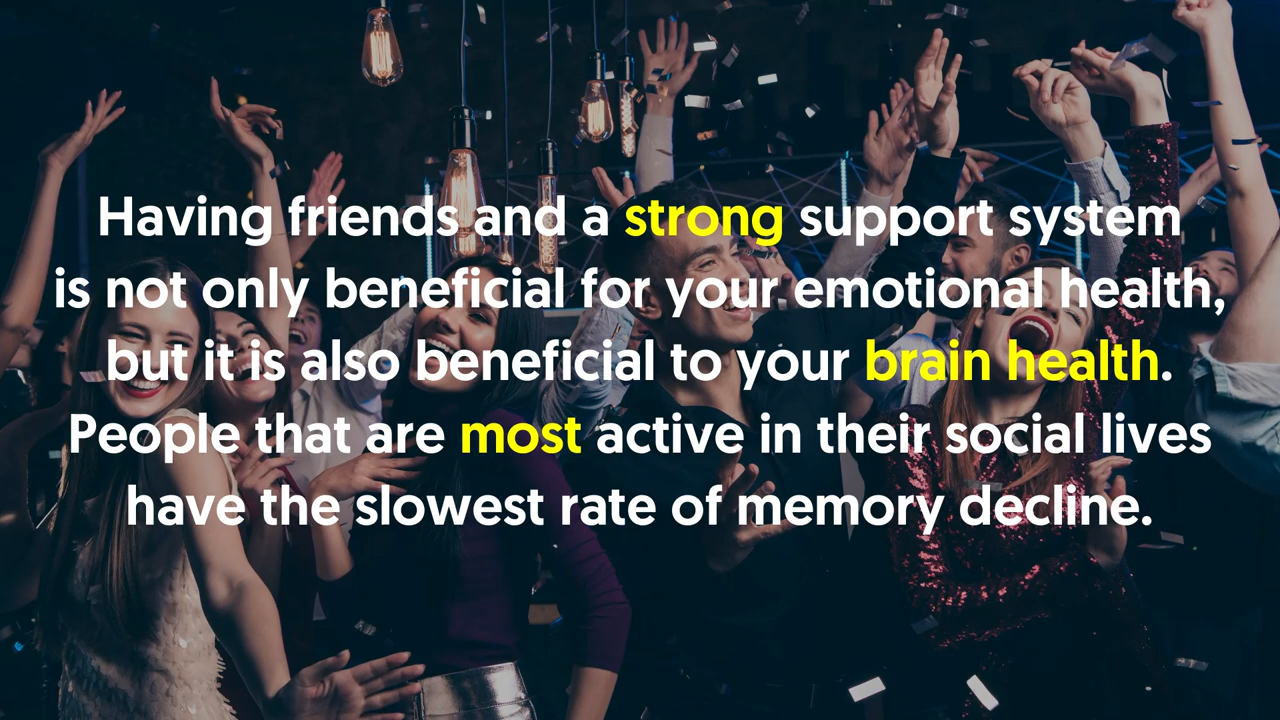 Having friends and a strong support system
is not only beneficial for your emotional health,
but it is also beneficial to your brain health.
People that are most active in their social lives
have the slowest rate of memory decline.